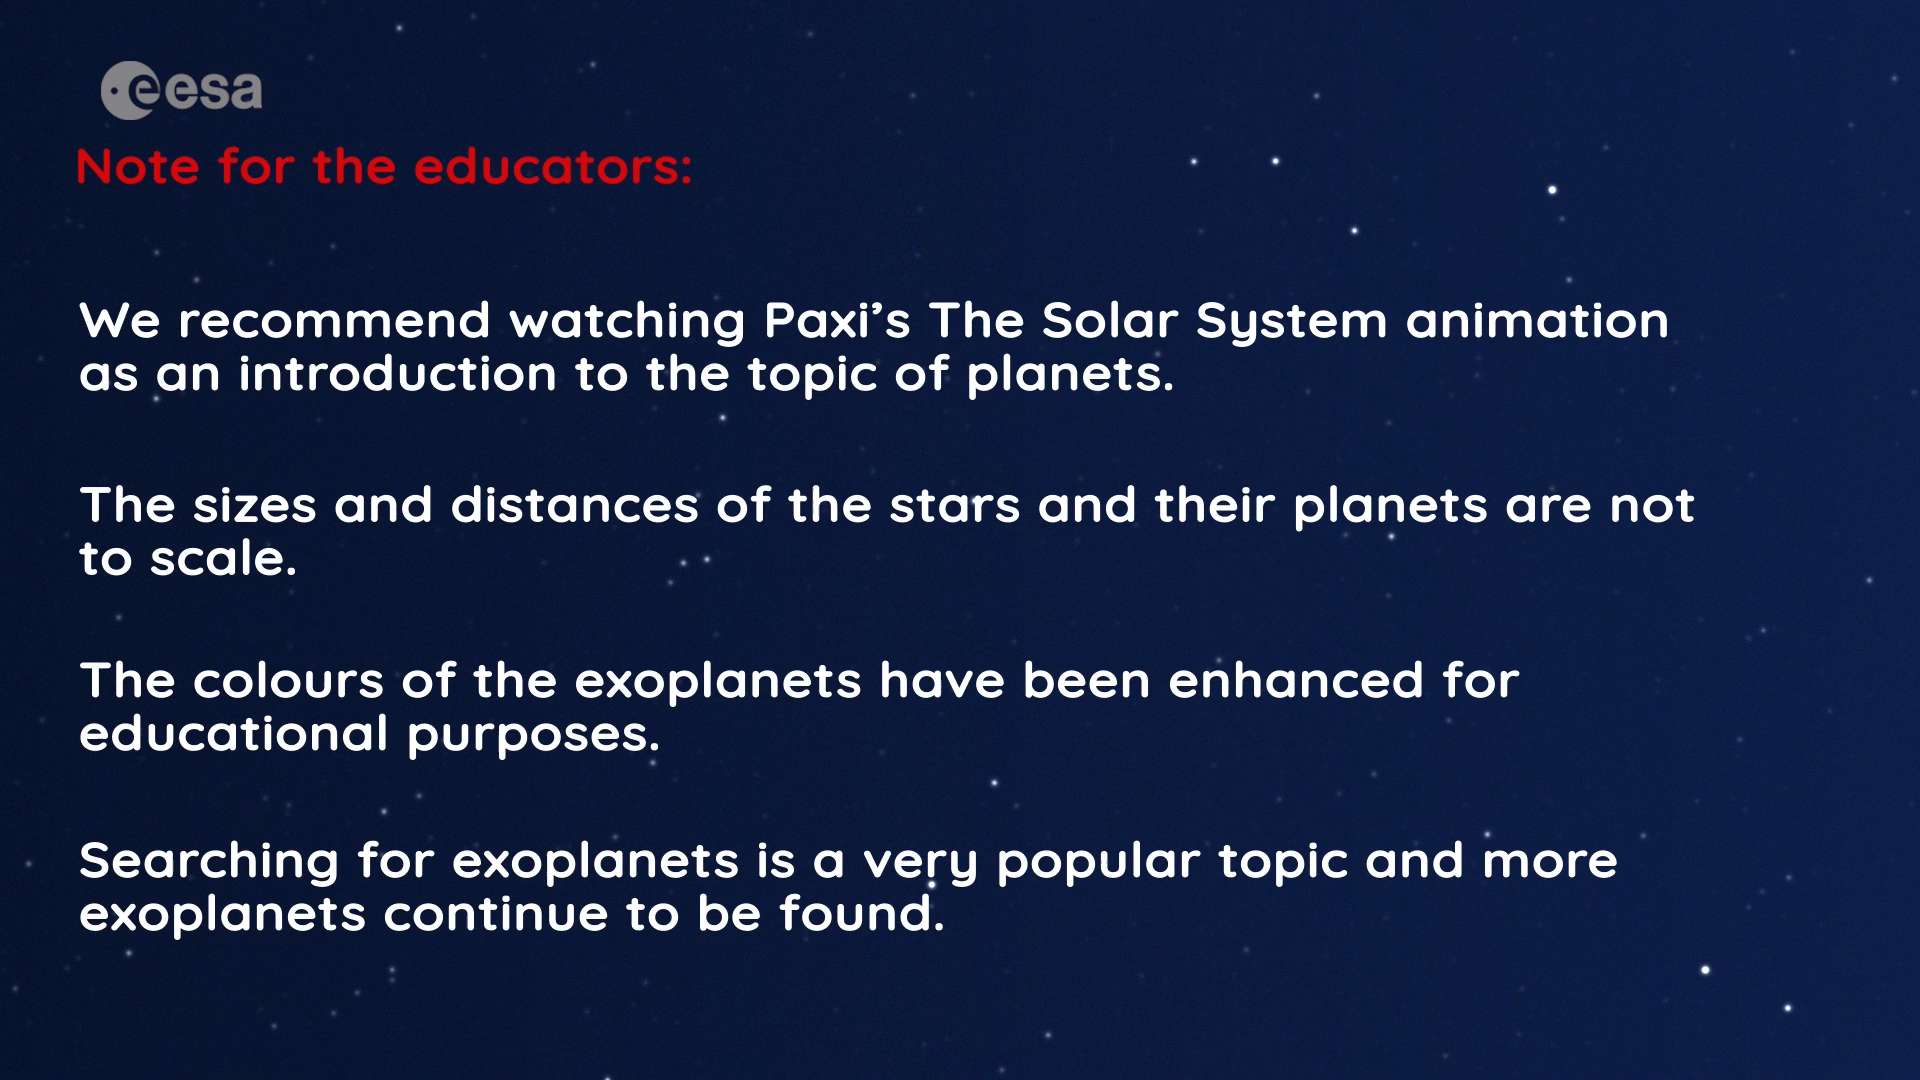 esa
Note for the educators:
We recommend watching Paxi’s The Solar System animation
as an introduction to the topic of planets.
The sizes and distances of the stars and their planets are not
to scale.
The colours of the exoplanets have been enhanced for
educational purposes.
Searching for exoplanets is a very popular topic and more
exoplanets continue to be found.